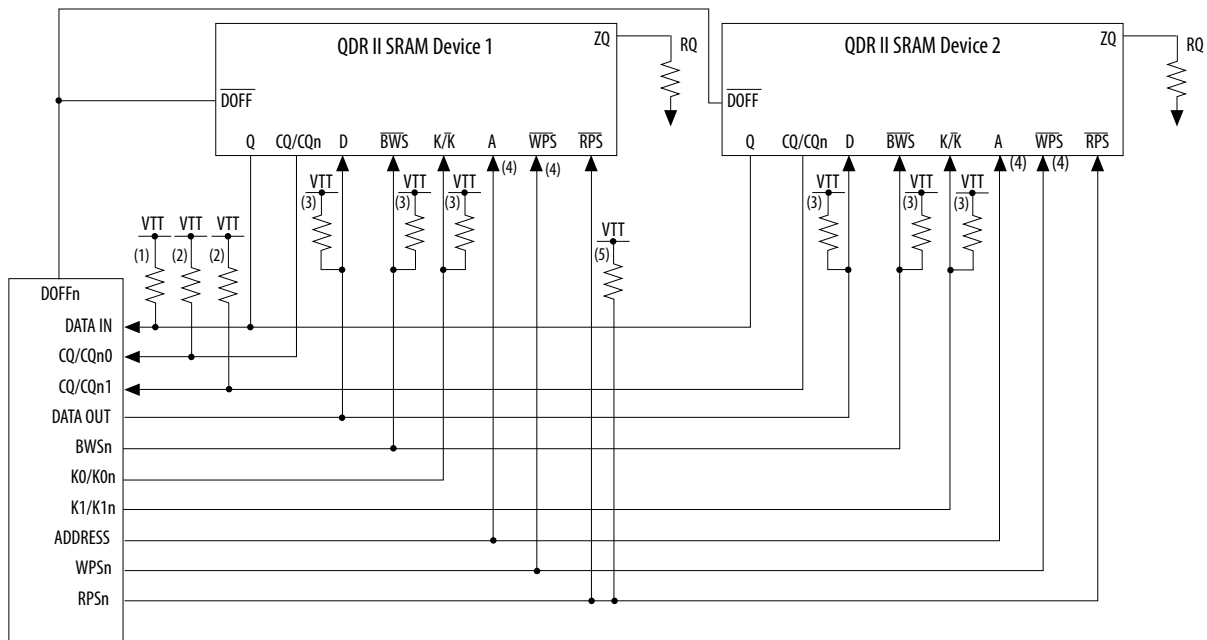 QDR II SRAM Device 1
ZQ
RQ
QDR II SRAM Device 2
ZQ
RQ
DOFF
DOFF
Q CQ/CQn D BWS K/K A WPS RPS
Q CQ/CQn D BWS K/K A WPS RPS
(4) (4)
(4) (4)
VTT VTT VTT
(3) (3) (3)
VTT VTT VTT
(3) (3) (3)
VTT VTT VTT
(1) (2) (2)
VTT
(5)
DOFFn
DATA IN
CQ/CQn0
CQ/CQn1
DATA OUT
BWSn
K0/K0n
K1/K1n
ADDRESS
WPSn
RPSn